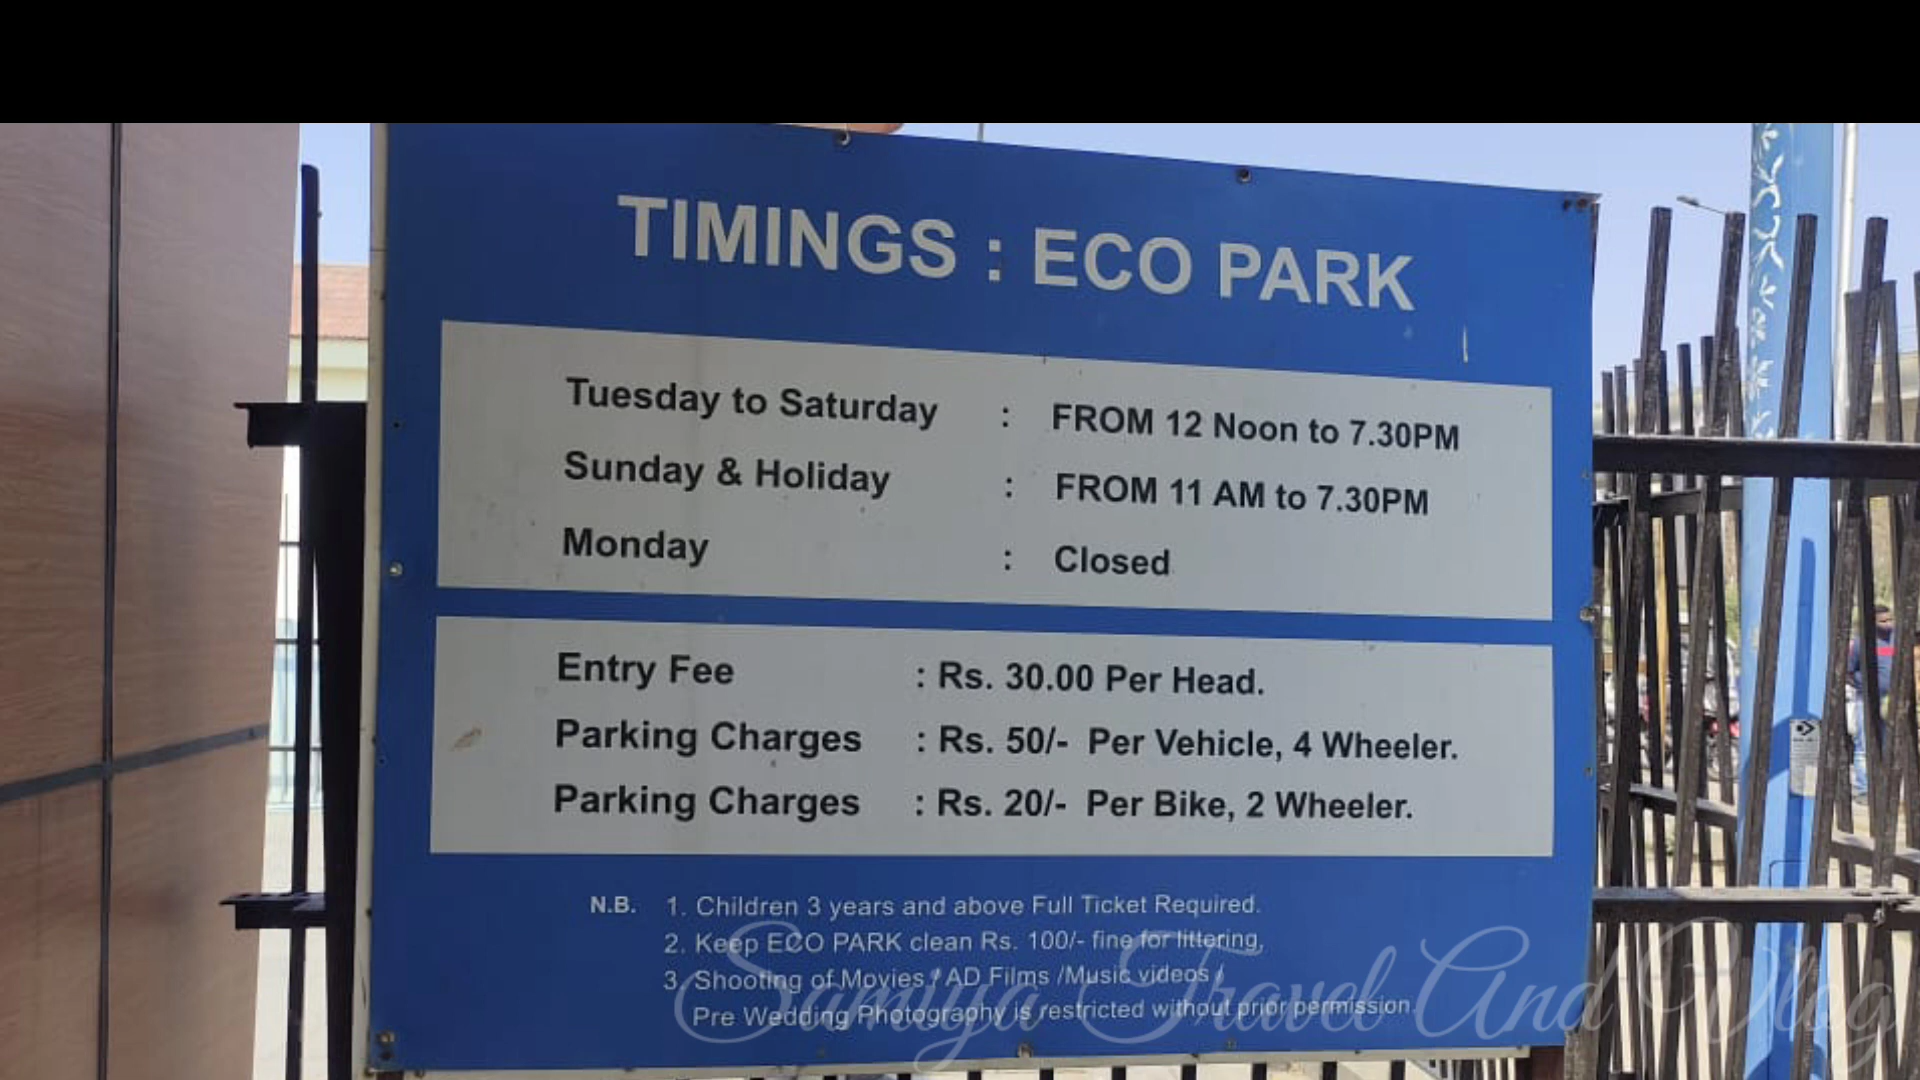 TIMINGS : ECO PARK
Tuesday to Saturday : FROM 12 Noon to 7.30PM
Sunday & Holiday : FROM 11 AM to 7.30PM
Monday : Closed
Entry Fee : Rs. 30.00 Per Head.
Parking Charges : Rs. 50/- Per Vehicle, 4 Wheeler.
Parking Charges : Rs. 20/- Per Bike, 2 Wheeler.
N.B. 1. Children 3 years and above Full Ticket Required.
2. Keep ECO PARK clean Rs. 100/- fine for littering,
3. Shooting of Movies / AD Films /Music videos /
Pre Wedding Photography is restricted without prior permission.
Samiya Travel And Vlog